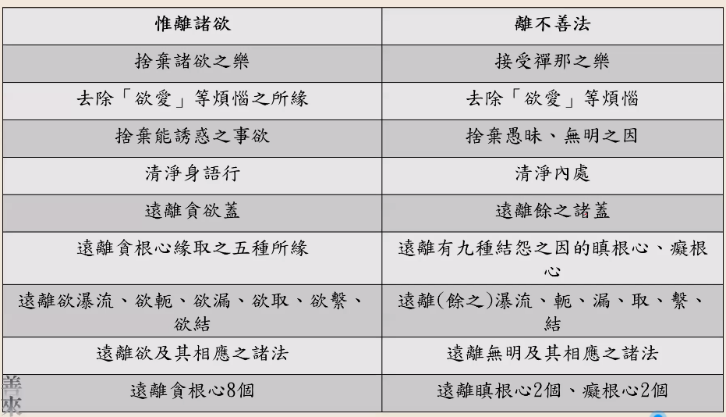 惟離諸欲	離不善法
捨棄諸欲之樂	接受禪那之樂
去除「欲愛」等煩惱之所緣	去除「欲愛」等煩惱
捨棄能誘惑之事欲	捨棄愚昧、無明之因
清淨身語行	清淨內處
遠離貪欲蓋	遠離餘之諸蓋
遠離貪根心緣取之五種所緣	遠離有九種結怨之因的瞋根心、癡根
心
遠離欲瀑流、欲軛、欲漏、欲取、欲繫、	遠離(餘之)瀑流、軛、漏、取、繫、
欲結	結
遠離欲及其相應之諸法	遠離無明及其相應之諸法
遠離貪根心8個	遠離瞋根心2個、癡根心2個
善
來